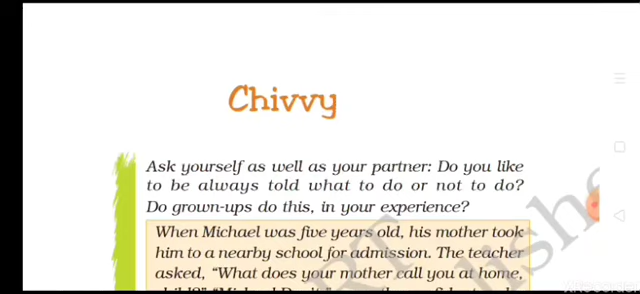 Chivvy
Ask yourself as well as your partner: Do you like
to be always told what to do or not to do?
Do grown-ups do this, in your experience?
When Michael was five years old, his mother took
him to a nearby school for admission. The teacher
asked, "What does your mother call you at home,